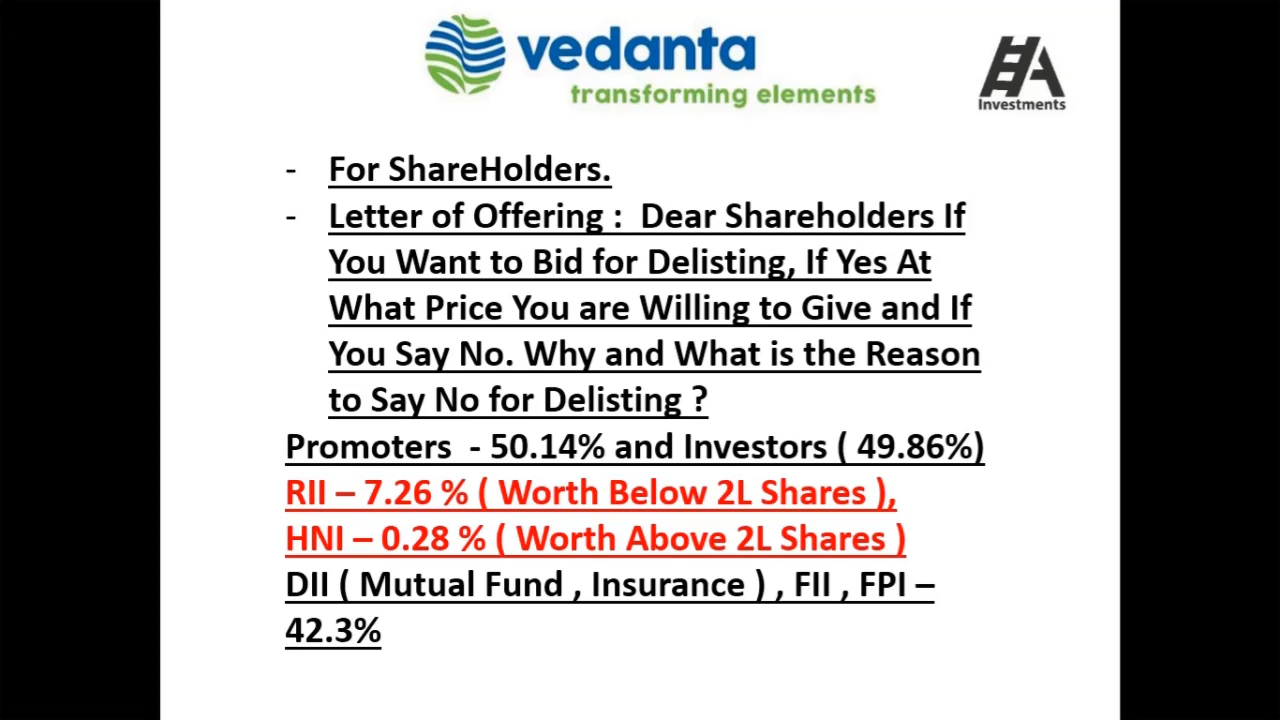 vedanta
transforming elements
HA
Investments
- For ShareHolders.
- Letter of Offering : Dear Shareholders If
You Want to Bid for Delisting, If Yes At
What Price You are Willing to Give and If
You Say No. Why and What is the Reason
to Say No for Delisting ?
Promoters - 50.14% and Investors ( 49.86%)
RII – 7.26 % ( Worth Below 2L Shares ),
HNI – 0.28 % ( Worth Above 2L Shares )
DII ( Mutual Fund , Insurance ) , FII , FPI –
42.3%